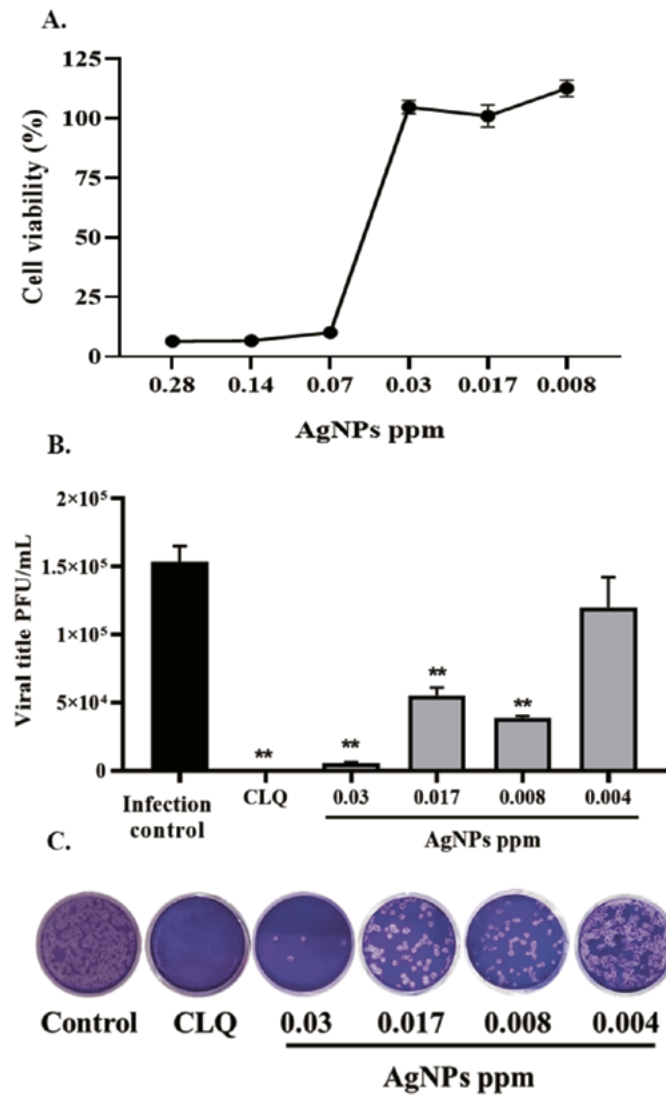 A.
Cell viability (%)
125
100
75
50
25
0
0.28 0.14 0.07 0.03 0.017 0.008
AgNPs ppm
B.
Viral title PFU/mL
2×10⁵
1.5×10⁵
1×10⁵
5×10⁴
0
** ** ** **
Infection control CLQ 0.03 0.017 0.008 0.004
AgNPs ppm
C.
Control CLQ 0.03 0.017 0.008 0.004
AgNPs ppm